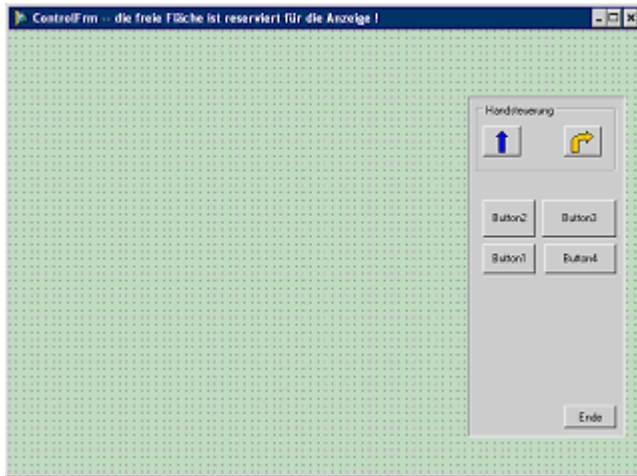 ControlFrm -- die freie Fläche ist reserviert für die Anzeige !
Handsteuerung
Button2 Button3
Button1 Button4
Ende